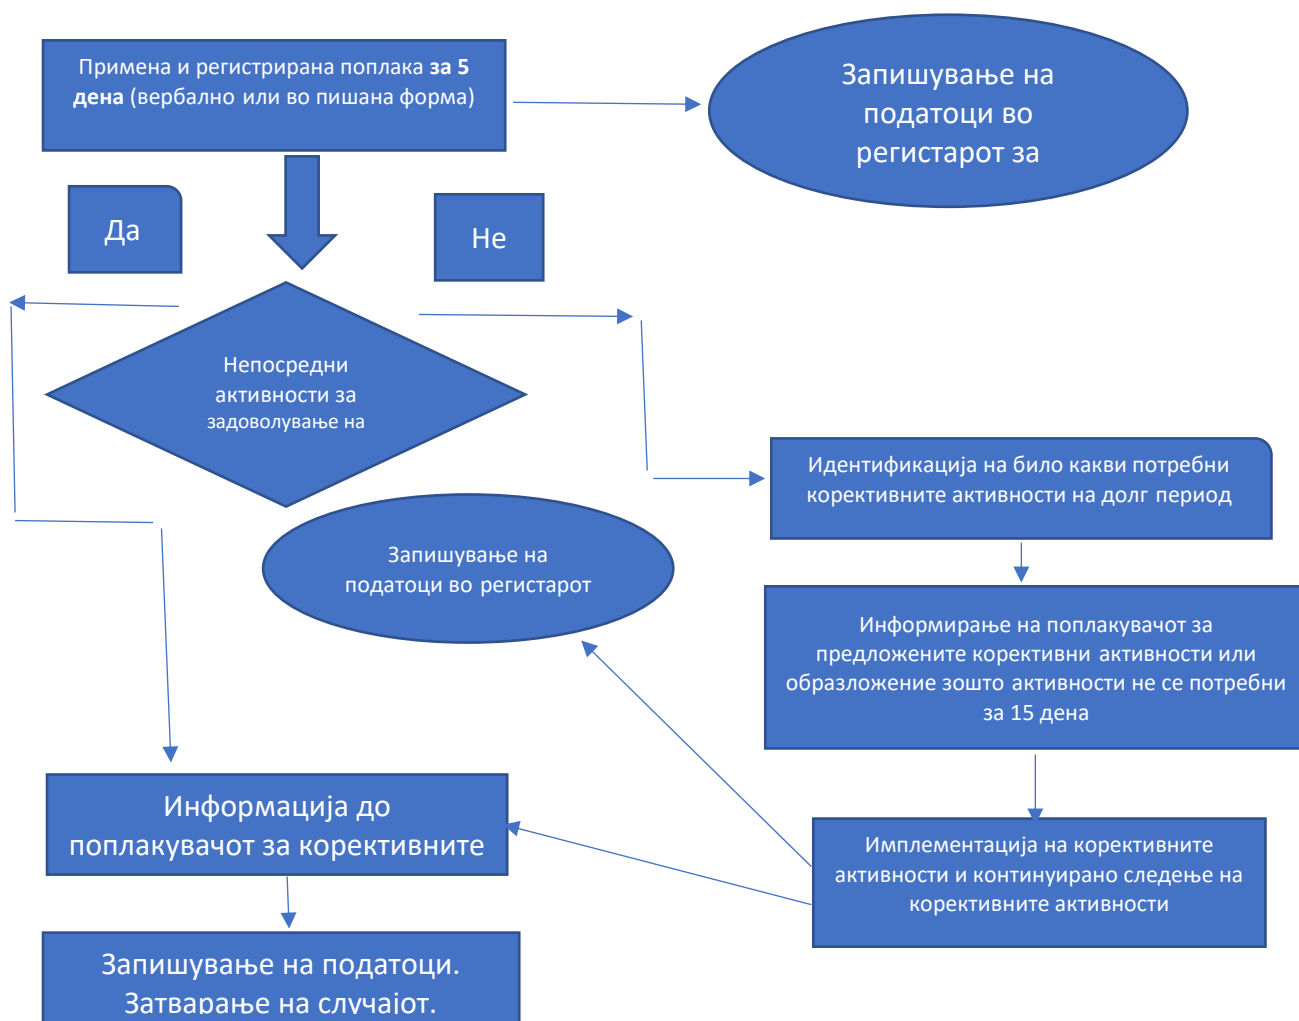 Примена и регистрирана поплака за 5
дена (вербално или во пишана форма)
Запишување на
податоци во
регистарот за
Да
Не
Непосредни
активности за
задоволување на
Идентификација на било какви потребни
корективните активности на долг период
Запишување на
податоци во регистарот
Информирање на поплакувачот за
предложените корективни активности или
образложение зошто активности не се потребни
за 15 дена
Информација до
поплакувачот за корективните
Имплементација на корективните
активности и континуирано следење на
корективните активности
Запишување на податоци.
Затварање на случајот.